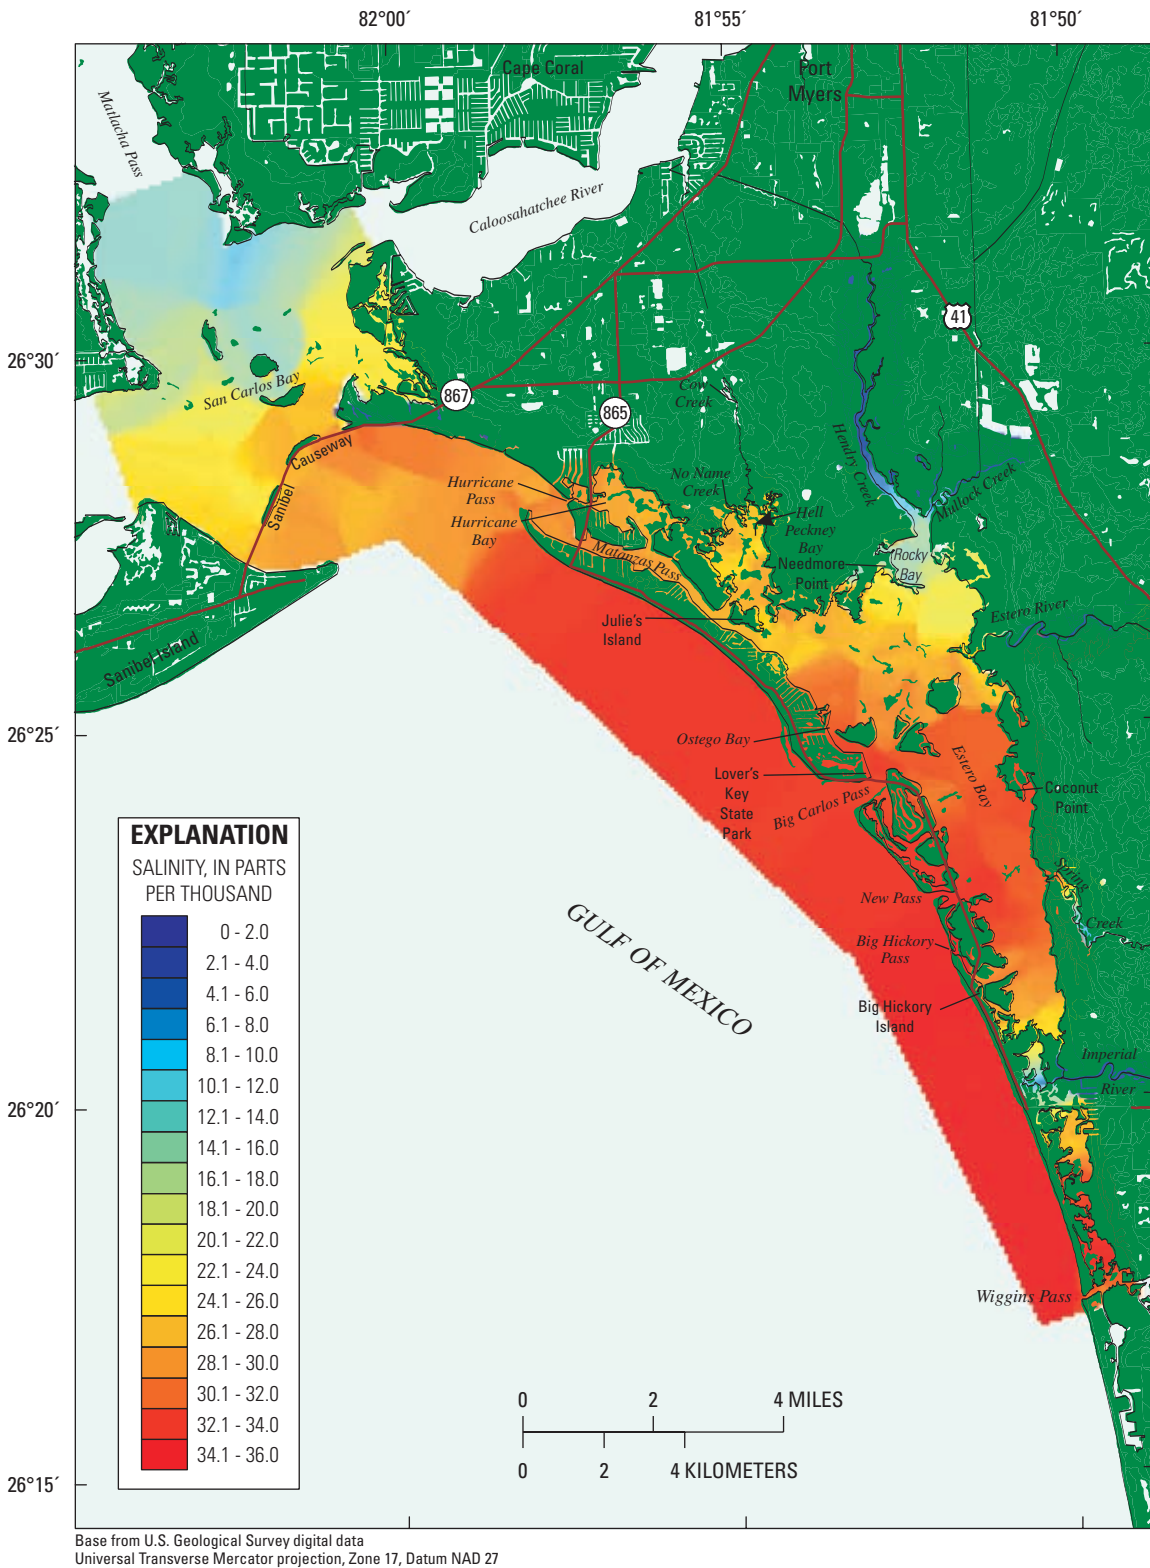 82°00´
81°55´
81°50´
Cape Coral
Fort
Myers
Matlacha Pass
Caloosahatchee River
41
26°30´
San Carlos Bay
867
865
Cow
Creek
Hendry Creek
Mullock Creek
Causeway
Sanibel
Hurricane
Pass
Hurricane
Bay
No Name
Creek
Hell
Peckney
Bay
Matanzas Pass
Needmore
Point
Rocky
Bay
Julie's
Island
Estero River
Sanibel Island
26°25´
Ostego Bay
Estero Bay
Lover's
Key
State
Park
Big Carlos Pass
Coconut
Point
EXPLANATION
SALINITY, IN PARTS
PER THOUSAND
0 - 2.0
2.1 - 4.0
4.1 - 6.0
6.1 - 8.0
8.1 - 10.0
10.1 - 12.0
12.1 - 14.0
14.1 - 16.0
16.1 - 18.0
18.1 - 20.0
20.1 - 22.0
22.1 - 24.0
24.1 - 26.0
26.1 - 28.0
28.1 - 30.0
30.1 - 32.0
32.1 - 34.0
34.1 - 36.0
Spring
Creek
New Pass
GULF OF MEXICO
Big Hickory
Pass
Big Hickory
Island
Imperial
River
26°20´
Wiggins Pass
0 2 4 MILES
0 2 4 KILOMETERS
26°15´
Base from U.S. Geological Survey digital data
Universal Transverse Mercator projection, Zone 17, Datum NAD 27